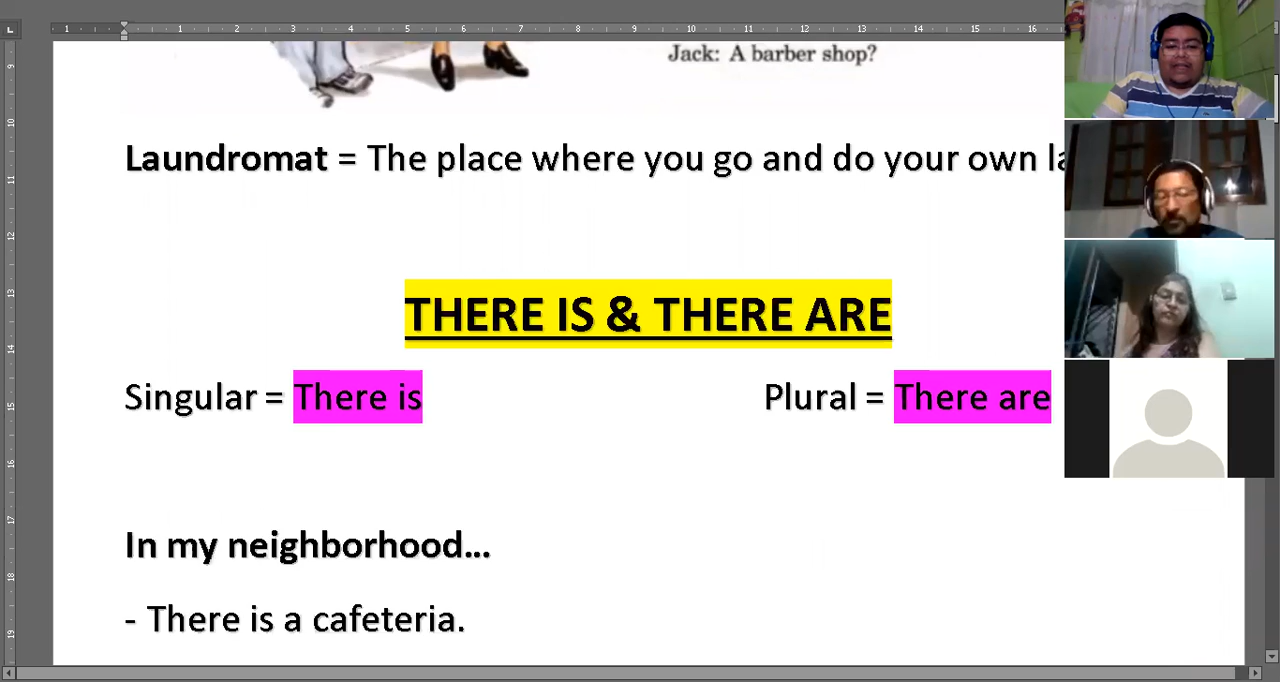 Jack: A barber shop?
Laundromat = The place where you go and do your own
THERE IS & THERE ARE
Singular = There is
Plural = There are
In my neighborhood...
- There is a cafeteria.